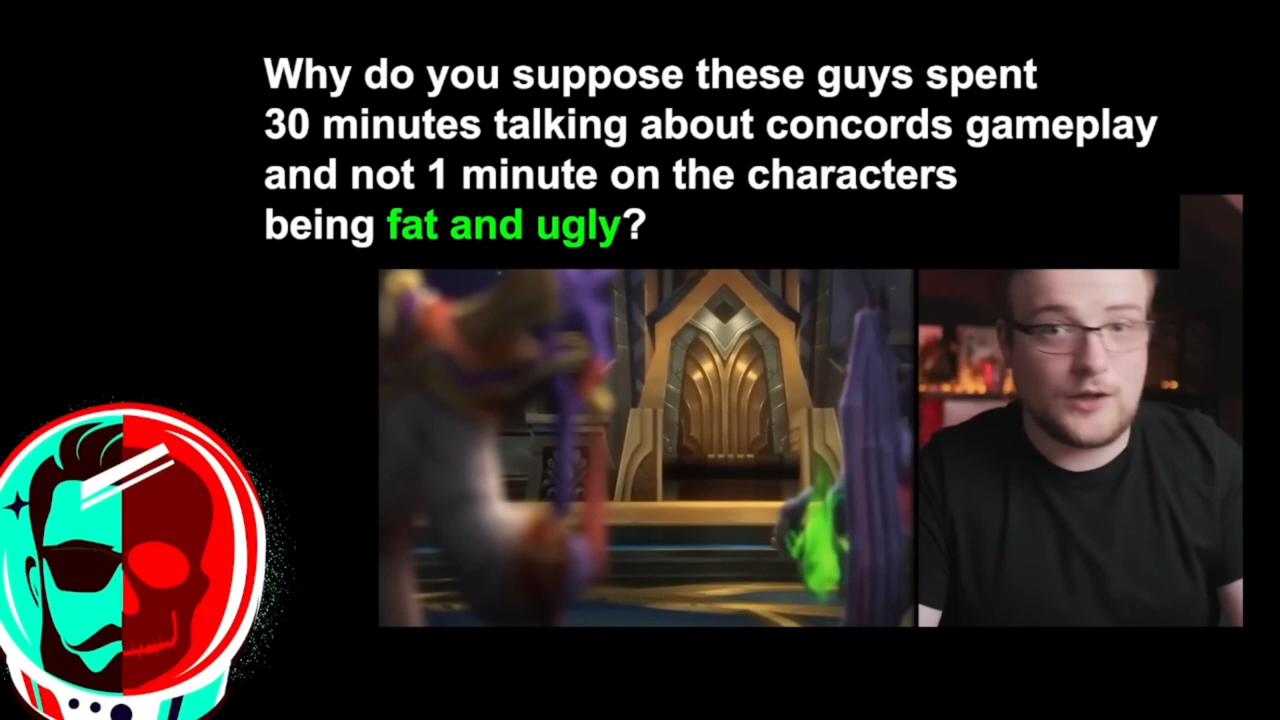 Why do you suppose these guys spent
30 minutes talking about concords gameplay
and not 1 minute on the characters
being fat and ugly?